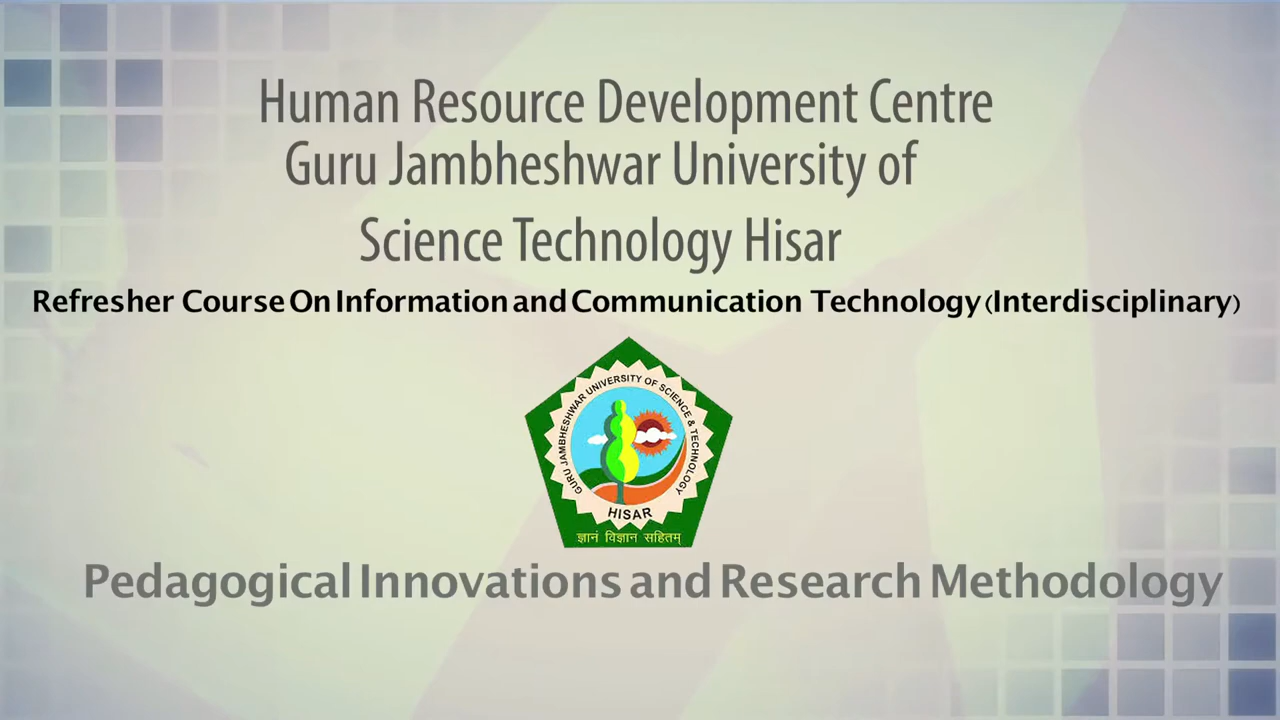 Human Resource Development Centre
Guru Jambheshwar University of
Science Technology Hisar
Refresher Course On Information and Communication Technology (Interdisciplinary)
GURU JAMBHESHWAR UNIVERSITY OF SCIENCE & TECHNOLOGY
HISAR
ज्ञानं विज्ञान सहितम्
Pedagogical Innovations and Research Methodology